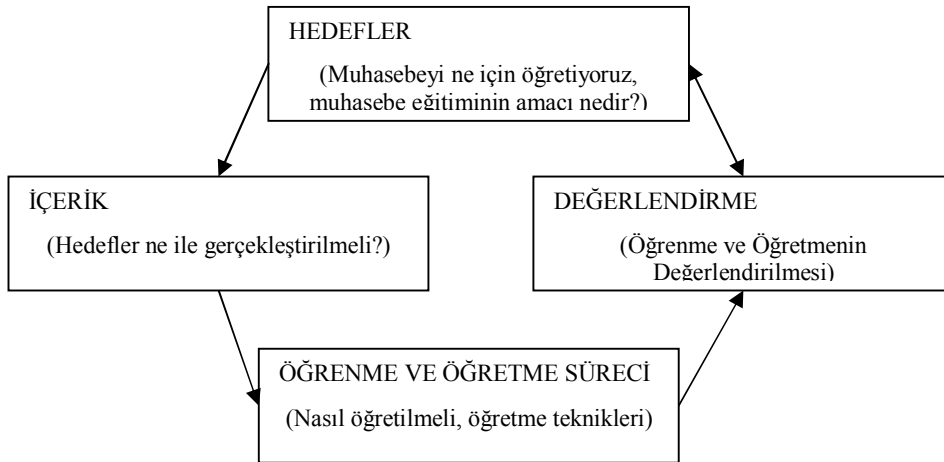 HEDEFLER
(Muhasebeyi ne için öğretiyoruz,
muhasebe eğitiminin amacı nedir?)
İÇERİK
(Hedefler ne ile gerçekleştirilmeli?)
DEĞERLENDİRME
(Öğrenme ve Öğretmenin
Değerlendirilmesi)
ÖĞRENME VE ÖĞRETME SÜRECİ
(Nasıl öğretilmeli, öğretme teknikleri)